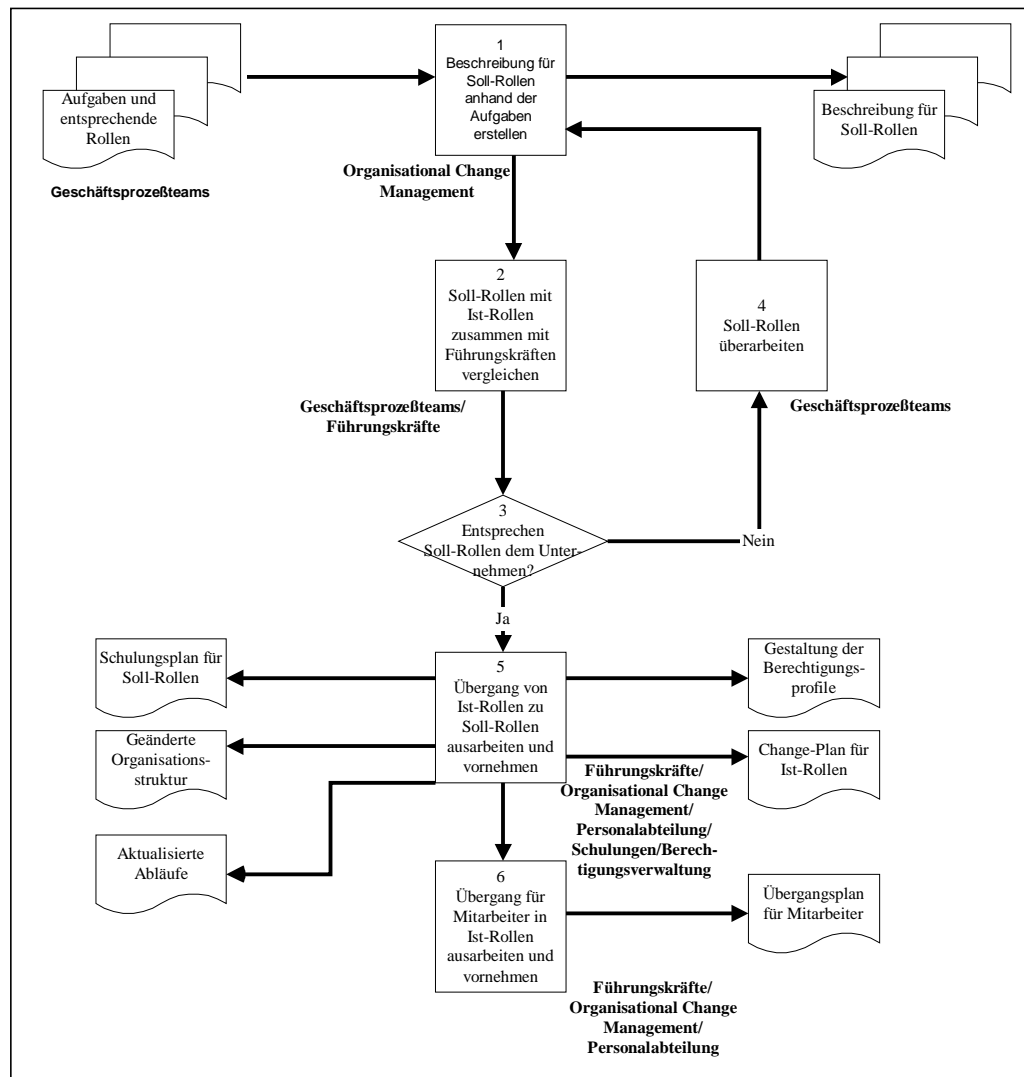 1
Beschreibung für
Soll-Rollen
anhand der
Aufgaben
erstellen
Aufgaben und
entsprechende
Rollen
Beschreibung für
Soll-Rollen
Geschäftsprozeßteams
Organisational Change
Management
2
Soll-Rollen mit
Ist-Rollen
zusammen mit
Führungskräften
vergleichen
4
Soll-Rollen
überarbeiten
Geschäftsprozeßteams/
Führungskräfte
Geschäftsprozeßteams
3
Entsprechen
Soll-Rollen dem Unter-
nehmen?
Nein
Ja
Schulungsplan für
Soll-Rollen
5
Übergang von
Ist-Rollen zu
Soll-Rollen
ausarbeiten und
vornehmen
Gestaltung der
Berechtigungs-
profile
Geänderte
Organisations-
struktur
Change-Plan für
Ist-Rollen
Führungskräfte/
Organisational Change
Management/
Personalabteilung/
Schulungen/Berech-
tigungsverwaltung
Aktualisierte
Abläufe
6
Übergang für
Mitarbeiter in
Ist-Rollen
ausarbeiten und
vornehmen
Übergangsplan
für Mitarbeiter
Führungskräfte/
Organisational Change
Management/
Personalabteilung